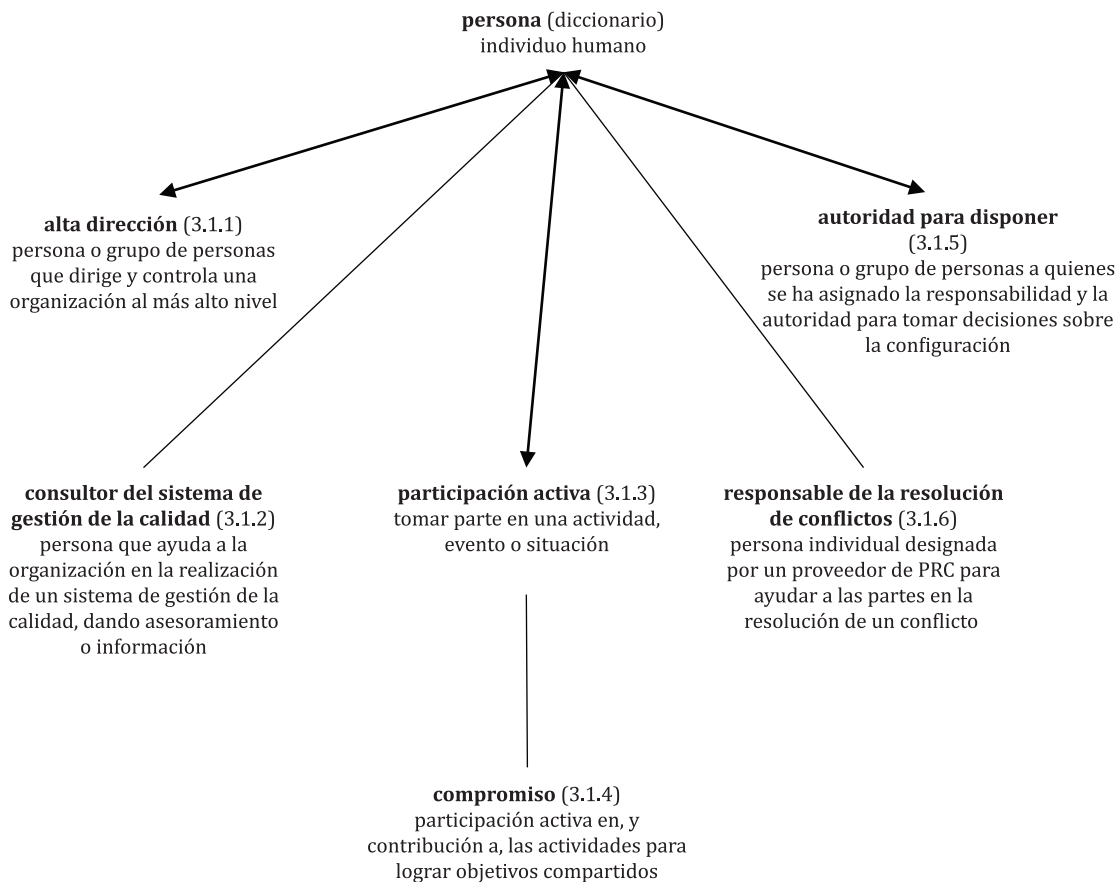 persona (diccionario)
individuo humano
alta dirección (3.1.1)
persona o grupo de personas
que dirige y controla una
organización al más alto nivel
autoridad para disponer
(3.1.5)
persona o grupo de personas a quienes
se ha asignado la responsabilidad y la
autoridad para tomar decisiones sobre
la configuración
consultor del sistema de
gestión de la calidad (3.1.2)
persona que ayuda a la
organización en la realización
de un sistema de gestión de la
calidad, dando asesoramiento
o información
participación activa (3.1.3)
tomar parte en una actividad,
evento o situación
responsable de la resolución
de conflictos (3.1.6)
persona individual designada
por un proveedor de PRC para
ayudar a las partes en la
resolución de un conflicto
compromiso (3.1.4)
participación activa en, y
contribución a, las actividades para
lograr objetivos compartidos